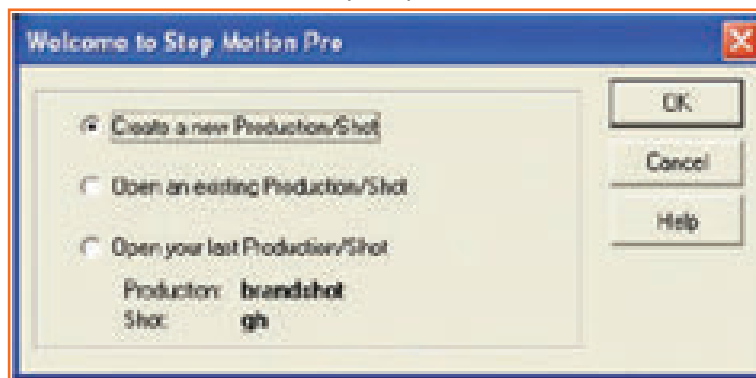 Welcome to Stop Motion Pro
Create a new Production/Shot
Open an existing Production/Shot
Open your last Production/Shot
Production: brandshot
Shot: gh
OK
Cancel
Help